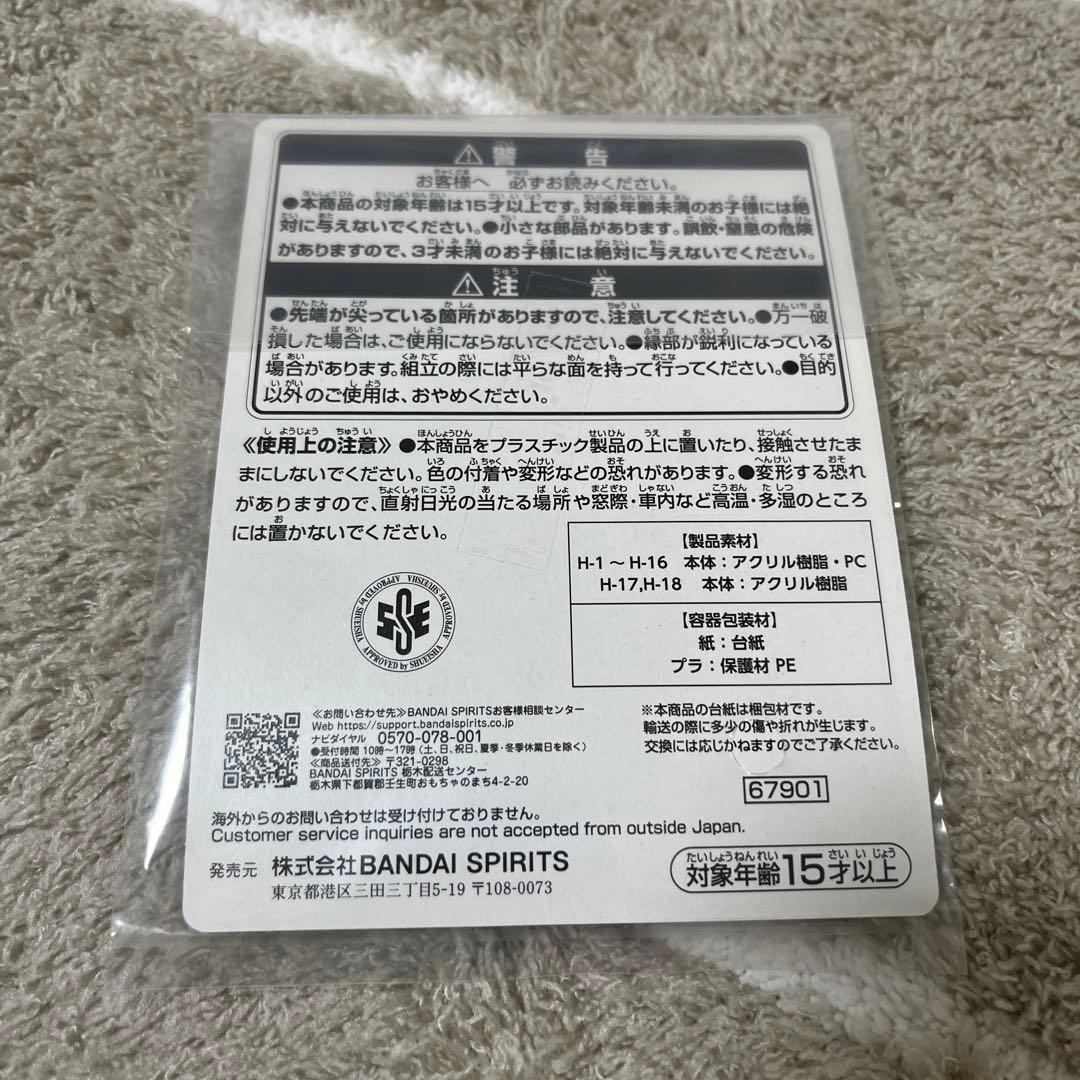 ⚠警告
お客様へ 必ずお読みください。
●本商品の対象年齢は15才以上です。対象年齢未満のお子様には絶
対に与えないでください。●小さな部品があります。誤飲・窒息の危険
がありますので、3才未満のお子様には絶対に与えないでください。
⚠注意
●先端が尖っている箇所がありますので、注意してください。●万一破
損した場合は、ご使用にならないでください。●縁部が鋭利になっている
場合があります。組立の際には平らな面を持って行ってください。●目的
以外のご使用は、おやめください。
《使用上の注意》●本商品をプラスチック製品の上に置いたり、接触させたま
まにしないでください。色の付着や変形などの恐れがあります。●変形する恐れ
がありますので、直射日光の当たる場所や窓際・車内など高温・多湿のところ
には置かないでください。
【製品素材】
H-1～H-16 本体：アクリル樹脂・PC
H-17,H-18 本体：アクリル樹脂
【容器包装材】
紙：台紙
プラ：保護材 PE
SSE
APPROVED by SHUEISHA APPROVED by SHUEISHA
≪お問い合わせ先≫BANDAI SPIRITSお客様相談センター
Web https://support.bandaispirits.co.jp
ナビダイヤル 0570-078-001
●受付時間 10時～17時(土、日、祝日、夏季・冬季休業日を除く)
≪商品送付先≫〒321-0298
BANDAI SPIRITS 栃木配送センター
栃木県下都賀郡壬生町おもちゃのまち4-2-20
※本商品の台紙は梱包材です。
輸送の際に多少の傷や折れが生じます。
交換には応じかねますのでご了承ください。
67901
海外からのお問い合わせは受け付けておりません。
Customer service inquiries are not accepted from outside Japan.
発売元 株式会社BANDAI SPIRITS
東京都港区三田三丁目5-19 〒108-0073
対象年齢15才以上